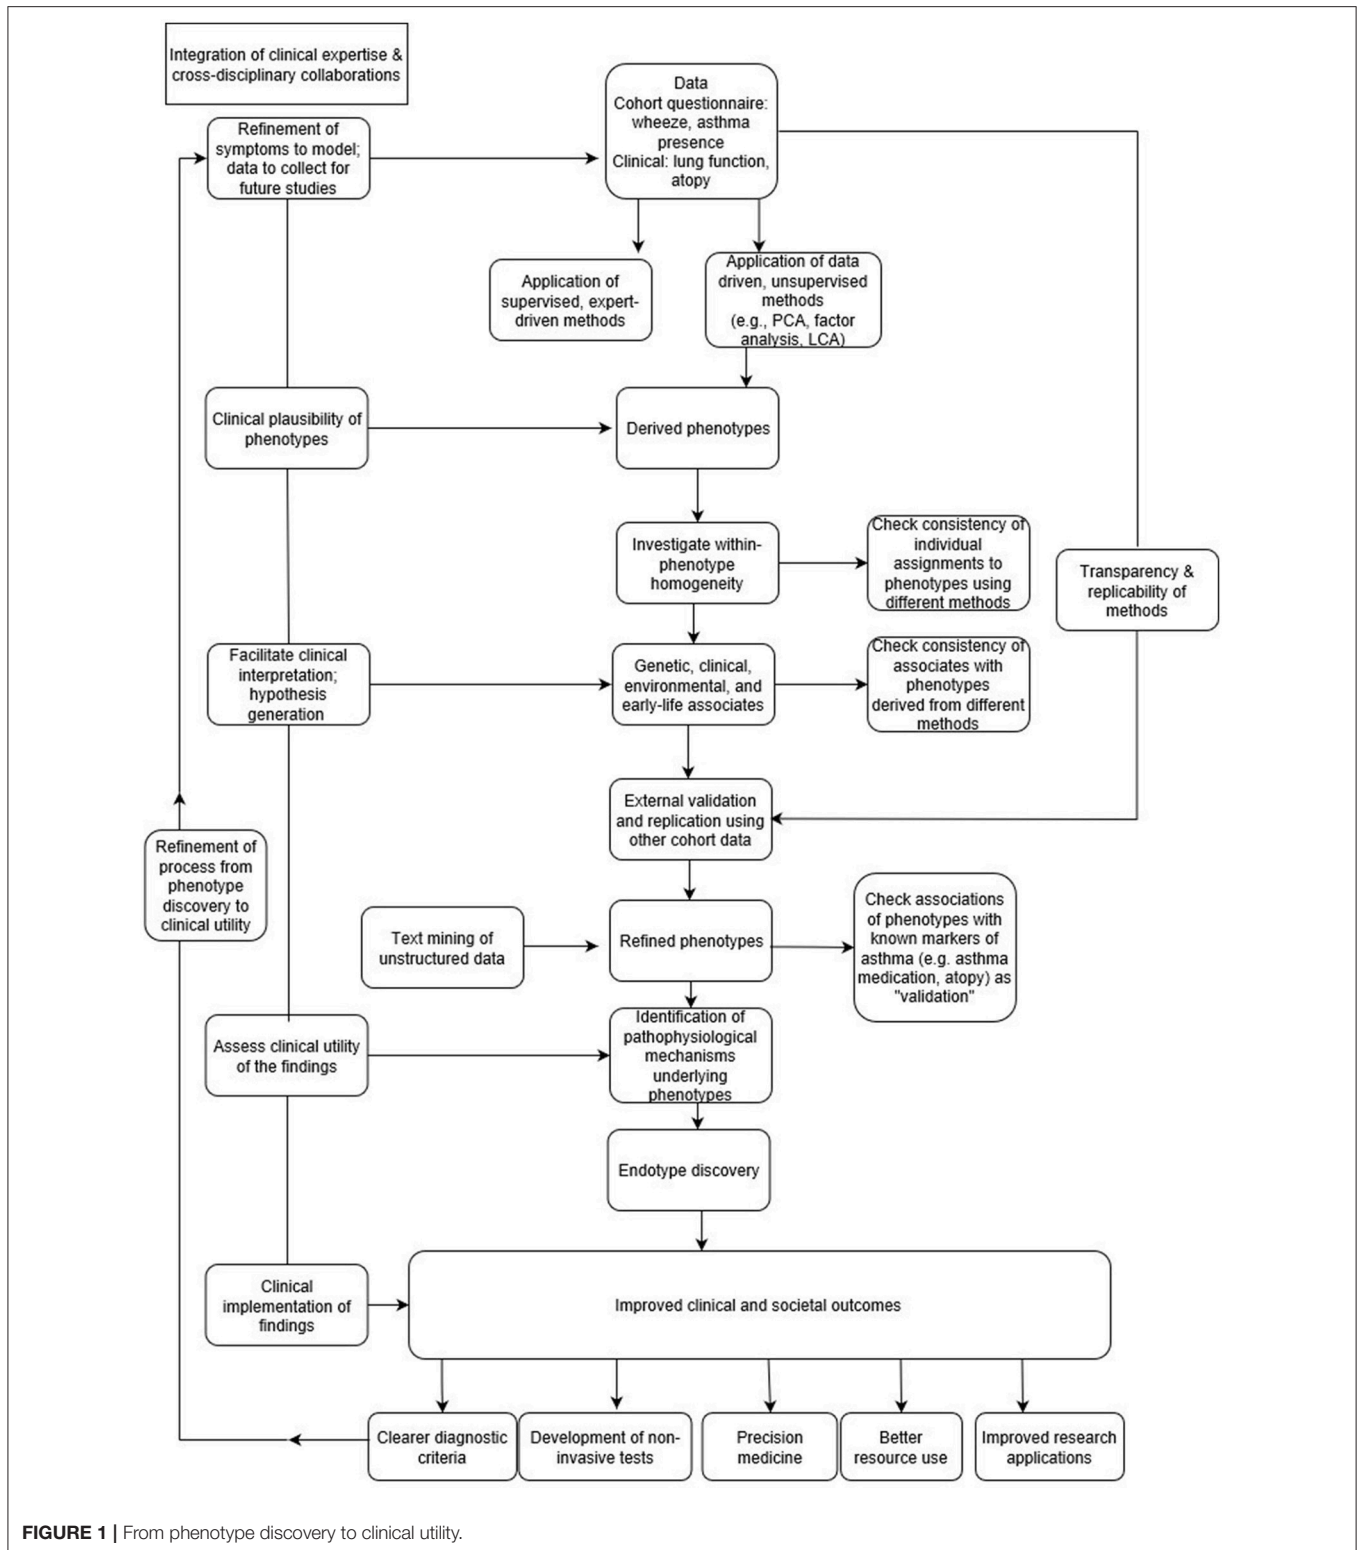 Integration of clinical expertise &
cross-disciplinary collaborations
Data
Cohort questionnaire:
wheeze, asthma
presence
Clinical: lung function,
atopy
Refinement of
symptoms to model;
data to collect for
future studies
Application of
supervised, expert-
driven methods
Application of data
driven, unsupervised
methods
(e.g., PCA, factor
analysis, LCA)
Clinical plausibility of
phenotypes
Derived phenotypes
Investigate within-
phenotype
homogeneity
Check consistency of
individual
assignments to
phenotypes using
different methods
Transparency &
replicability of
methods
Facilitate clinical
interpretation;
hypothesis
generation
Genetic, clinical,
environmental, and
early-life associates
Check consistency of
associates with
phenotypes
derived from different
methods
External validation
and replication using
other cohort data
Refinement of
process from
phenotype
discovery to
clinical utility
Text mining of
unstructured data
Refined phenotypes
Check associations
of phenotypes with
known markers of
asthma (e.g. asthma
medication, atopy) as
"validation"
Assess clinical utility
of the findings
Identification of
pathophysiological
mechanisms
underlying
phenotypes
Endotype discovery
Clinical
implementation of
findings
Improved clinical and societal outcomes
Clearer diagnostic
criteria
Development of non-
invasive tests
Precision
medicine
Better
resource use
Improved research
applications
FIGURE 1 | From phenotype discovery to clinical utility.